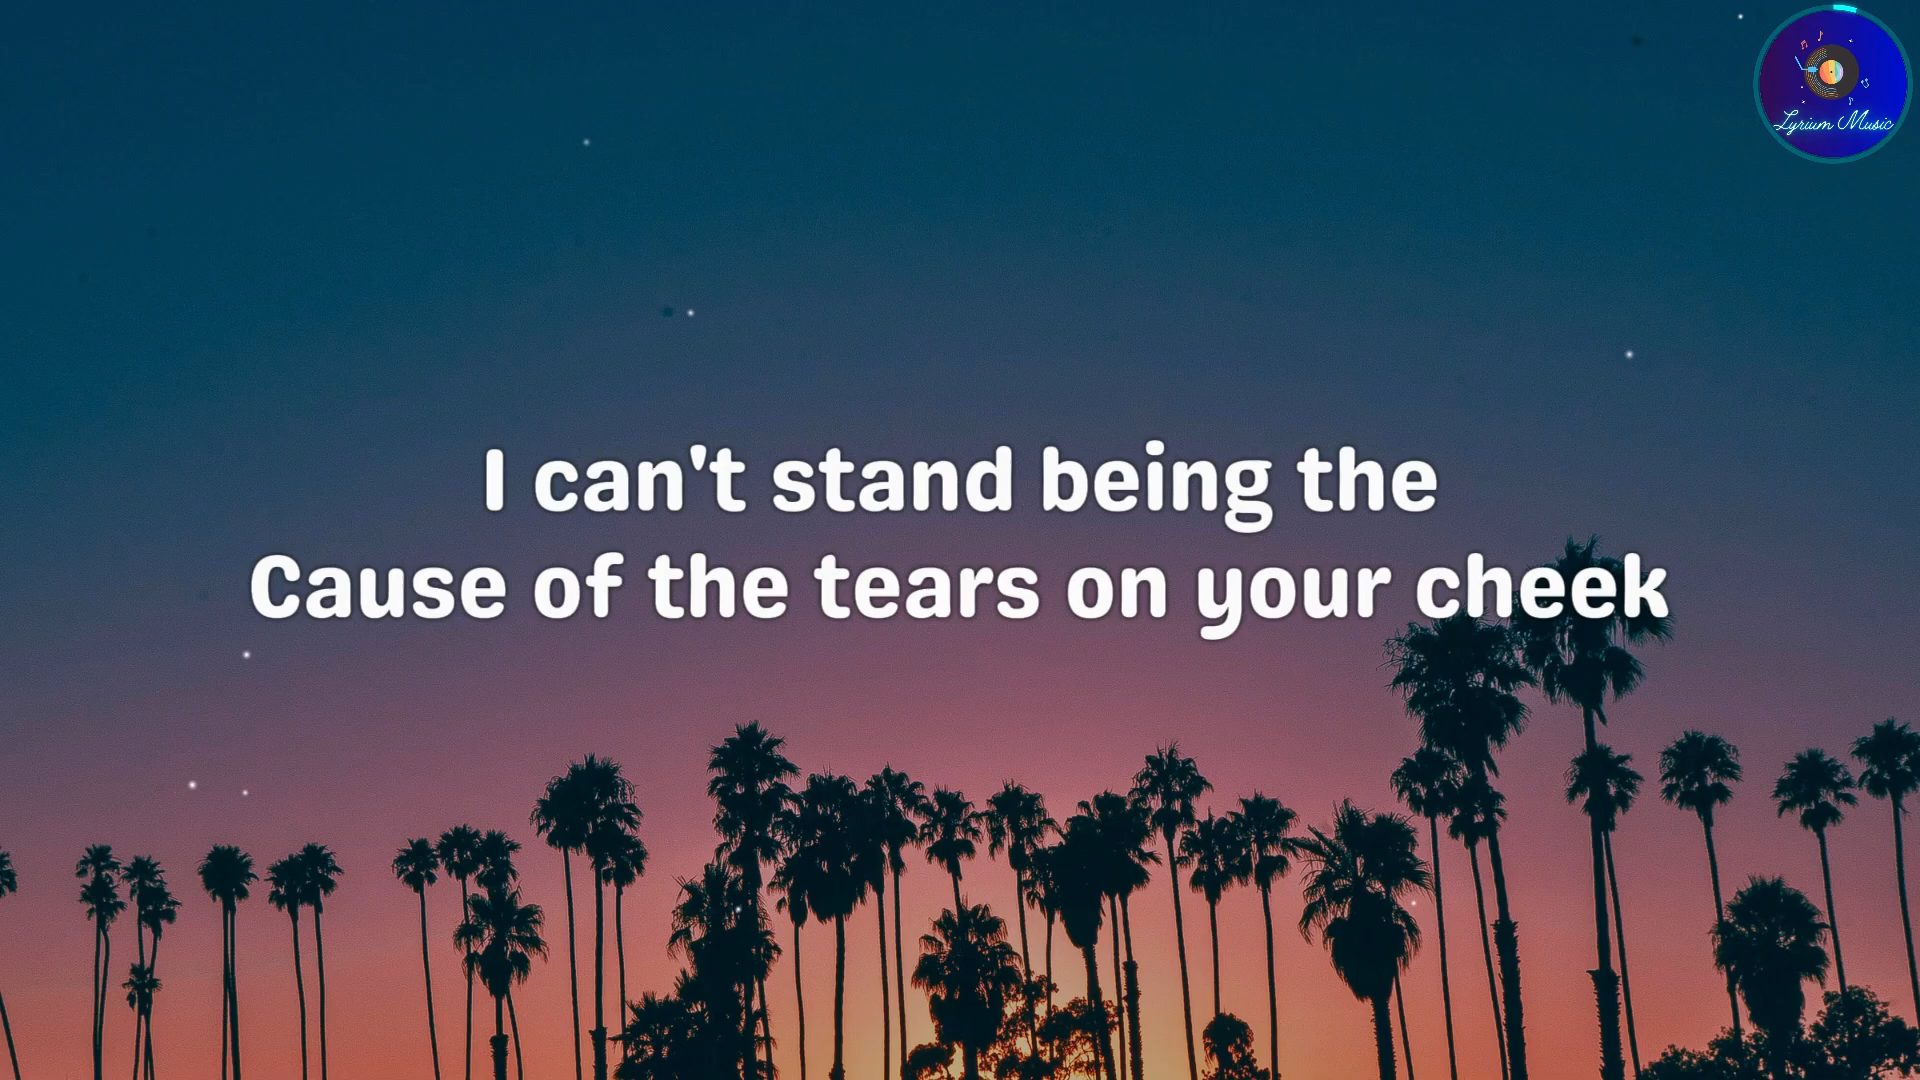 Lyrium Music
I can't stand being the
Cause of the tears on your cheek